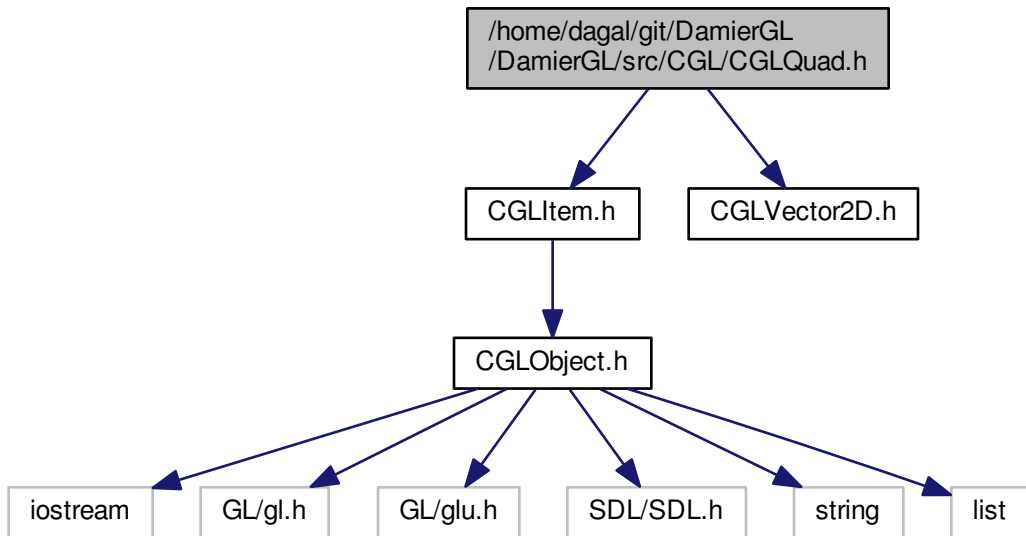 /home/dagal/git/DamierGL
/DamierGL/src/CGL/CGLQuad.h
CGLItem.h
CGLVector2D.h
CGLObject.h
iostream
GL/gl.h
GL/glu.h
SDL/SDL.h
string
list